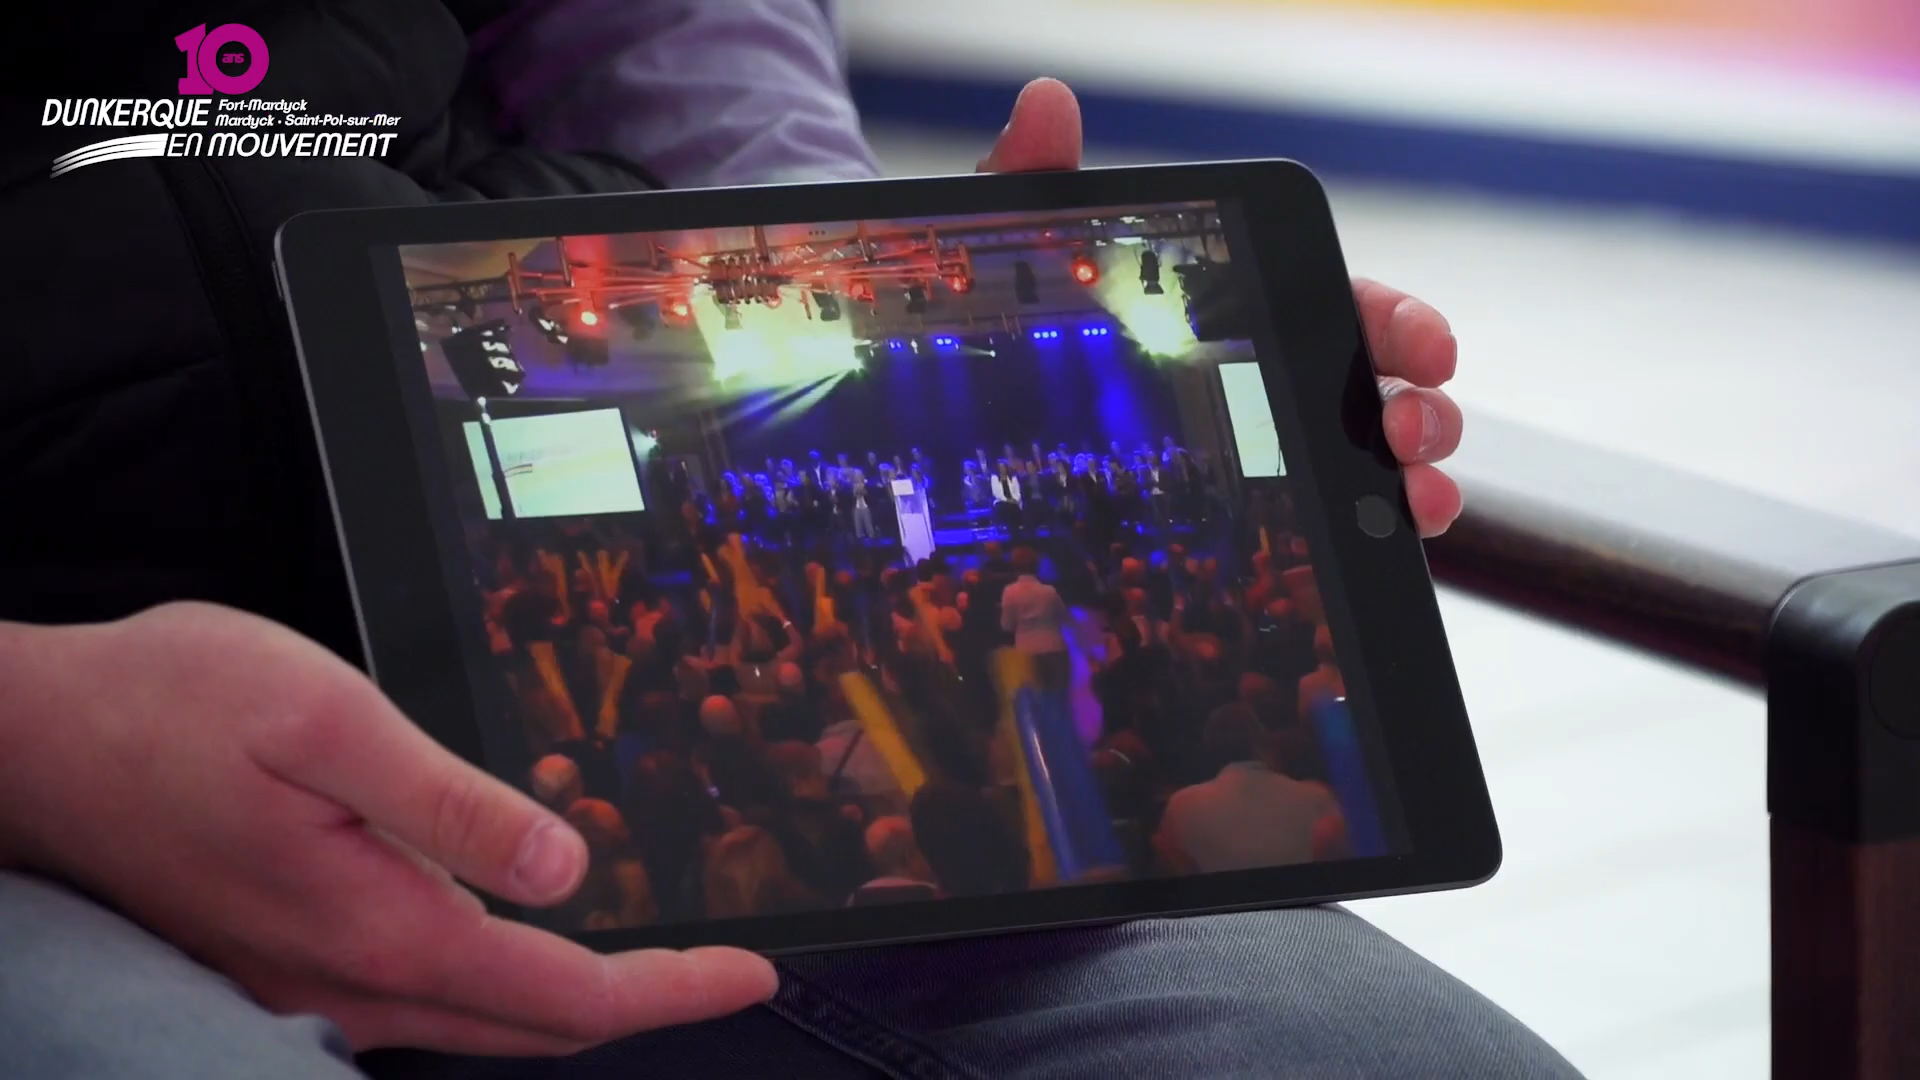 10 ans
DUNKERQUE Fort-Mardyck
Mardyck • Saint-Pol-sur-Mer
EN MOUVEMENT